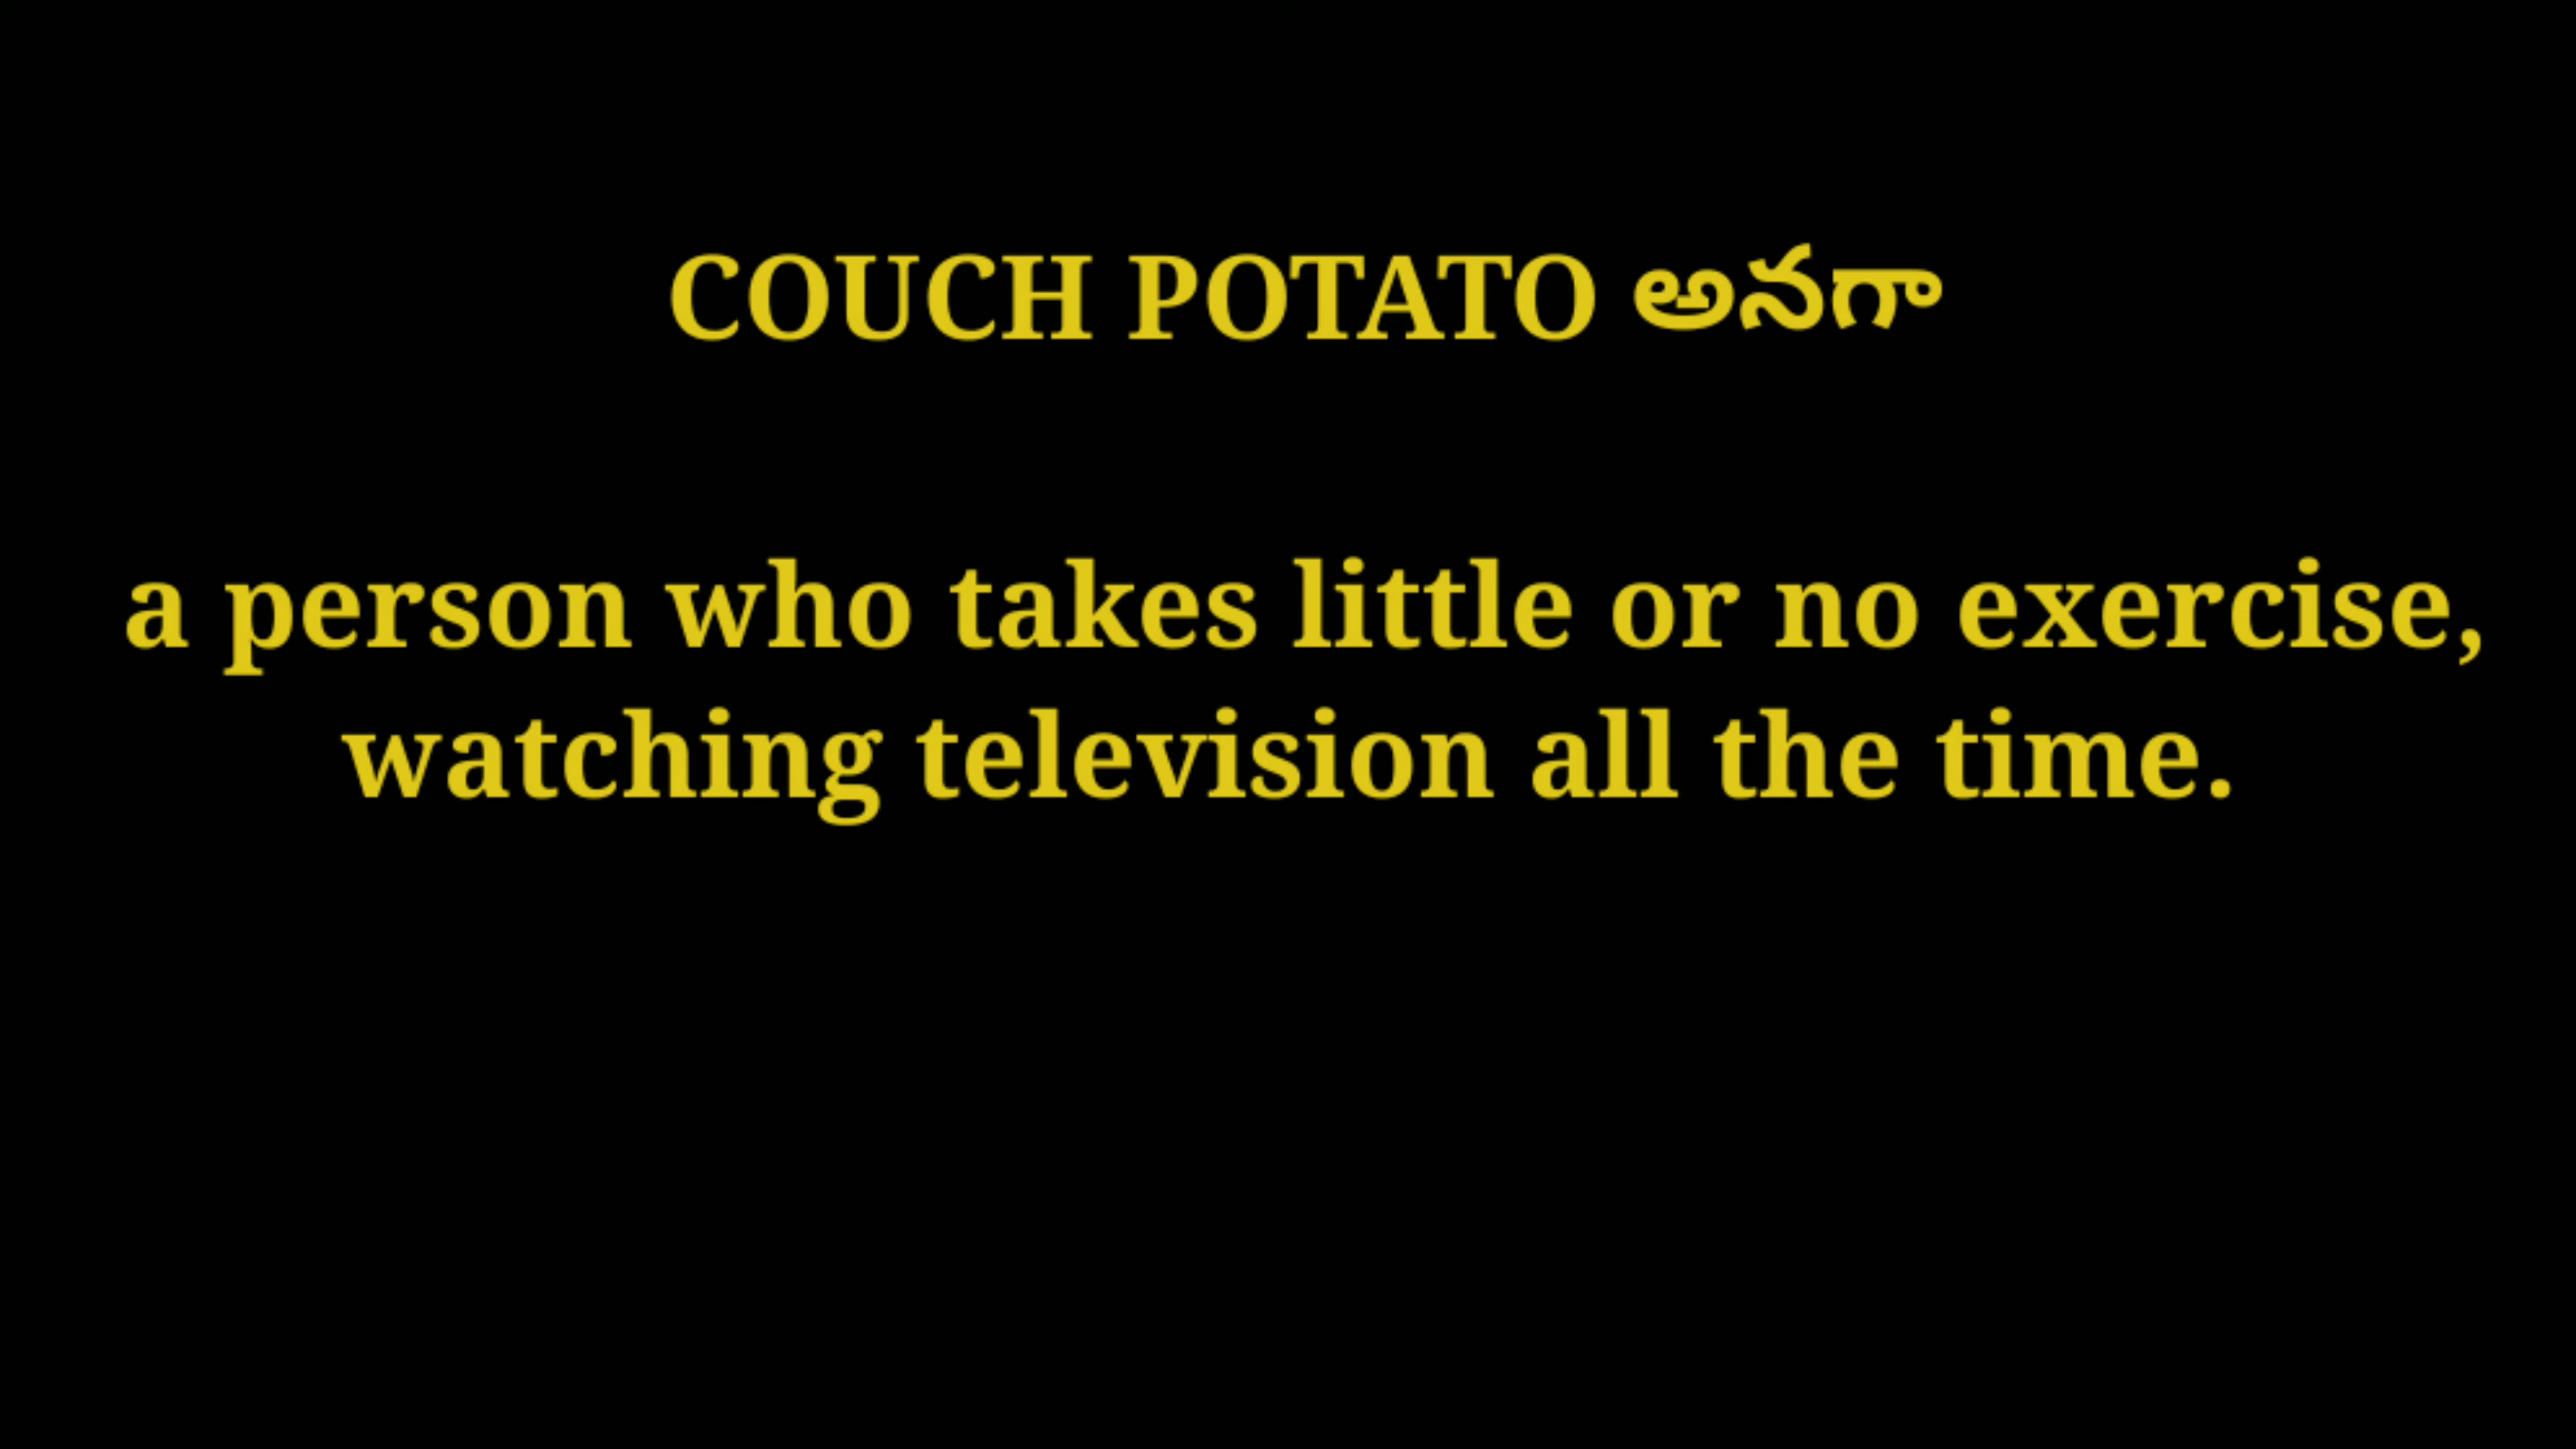 COUCH POTATO అనగా
a person who takes little or no exercise,
watching television all the time.